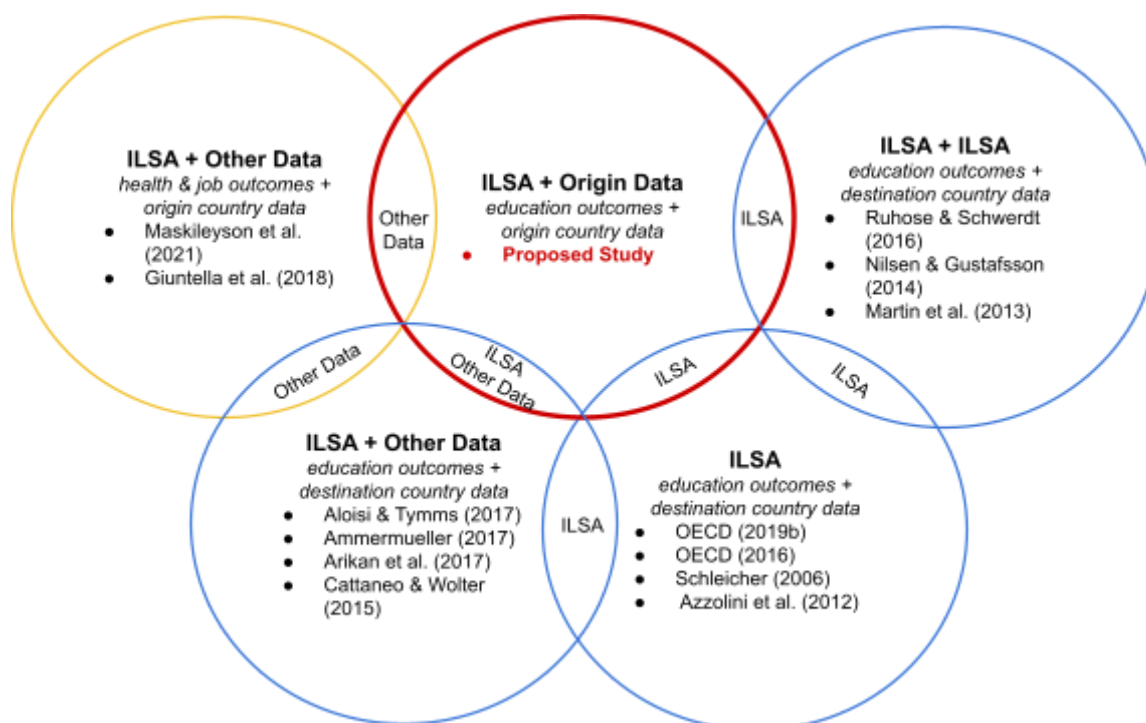 ILSA + Other Data
health & job outcomes +
origin country data
● Maskileyson et al.
(2021)
● Giuntella et al. (2018)
Other
Data
ILSA + Origin Data
education outcomes +
origin country data
● Proposed Study
ILSA
ILSA + ILSA
education outcomes +
destination country data
● Ruhose & Schwerdt
(2016)
● Nilsen & Gustafsson
(2014)
● Martin et al. (2013)
Other Data
ILSA
Other Data
ILSA
ILSA
ILSA + Other Data
education outcomes +
destination country data
● Aloisi & Tymms (2017)
● Ammermueller (2017)
● Arikan et al. (2017)
● Cattaneo & Wolter
(2015)
ILSA
ILSA
education outcomes +
destination country data
● OECD (2019b)
● OECD (2016)
● Schleicher (2006)
● Azzolini et al. (2012)